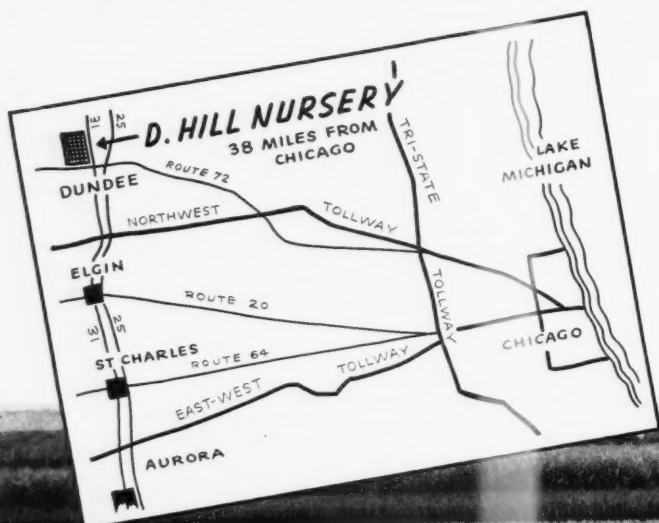 D. HILL NURSERY
38 MILES FROM
CHICAGO
31
25
DUNDEE
ROUTE 72
TRI-STATE
TOLLWAY
LAKE
MICHIGAN
NORTHWEST TOLLWAY
ELGIN
ROUTE 20
31
25
ST CHARLES
ROUTE 64
CHICAGO
EAST-WEST TOLLWAY
AURORA